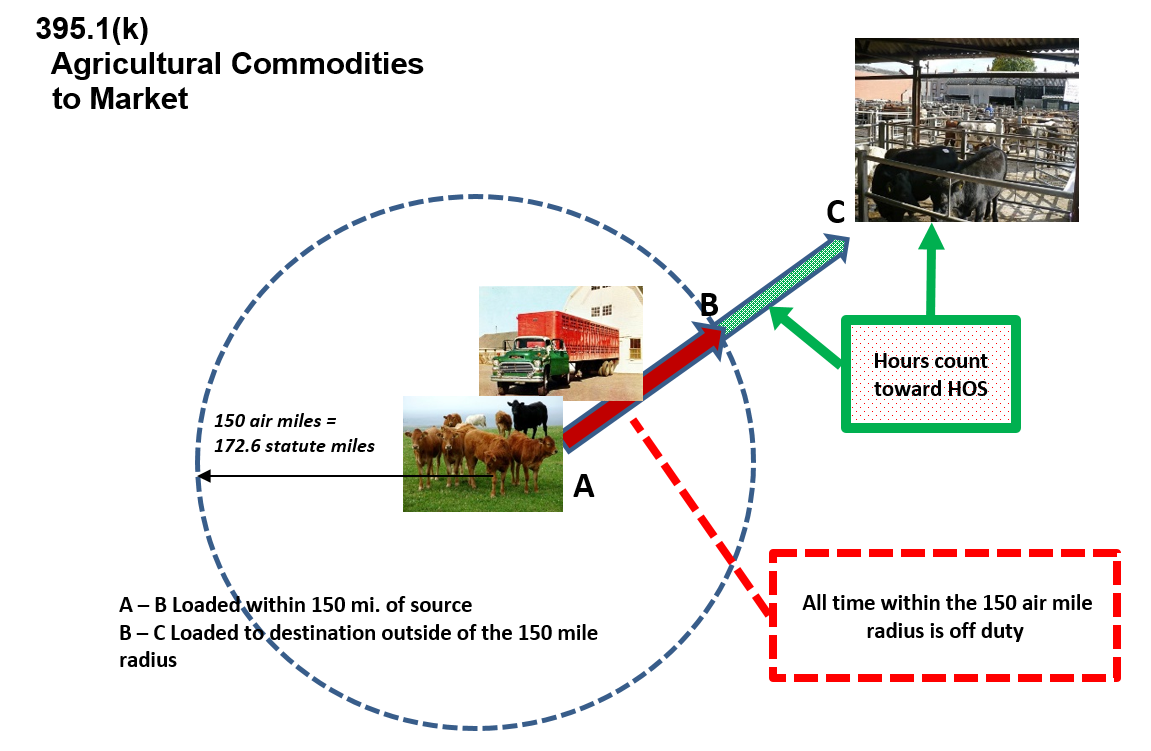 395.1(k)
Agricultural Commodities
to Market
C
B
Hours count
toward HOS
150 air miles =
172.6 statute miles
A
A – B Loaded within 150 mi. of source
B – C Loaded to destination outside of the 150 mile
radius
All time within the 150 air mile
radius is off duty